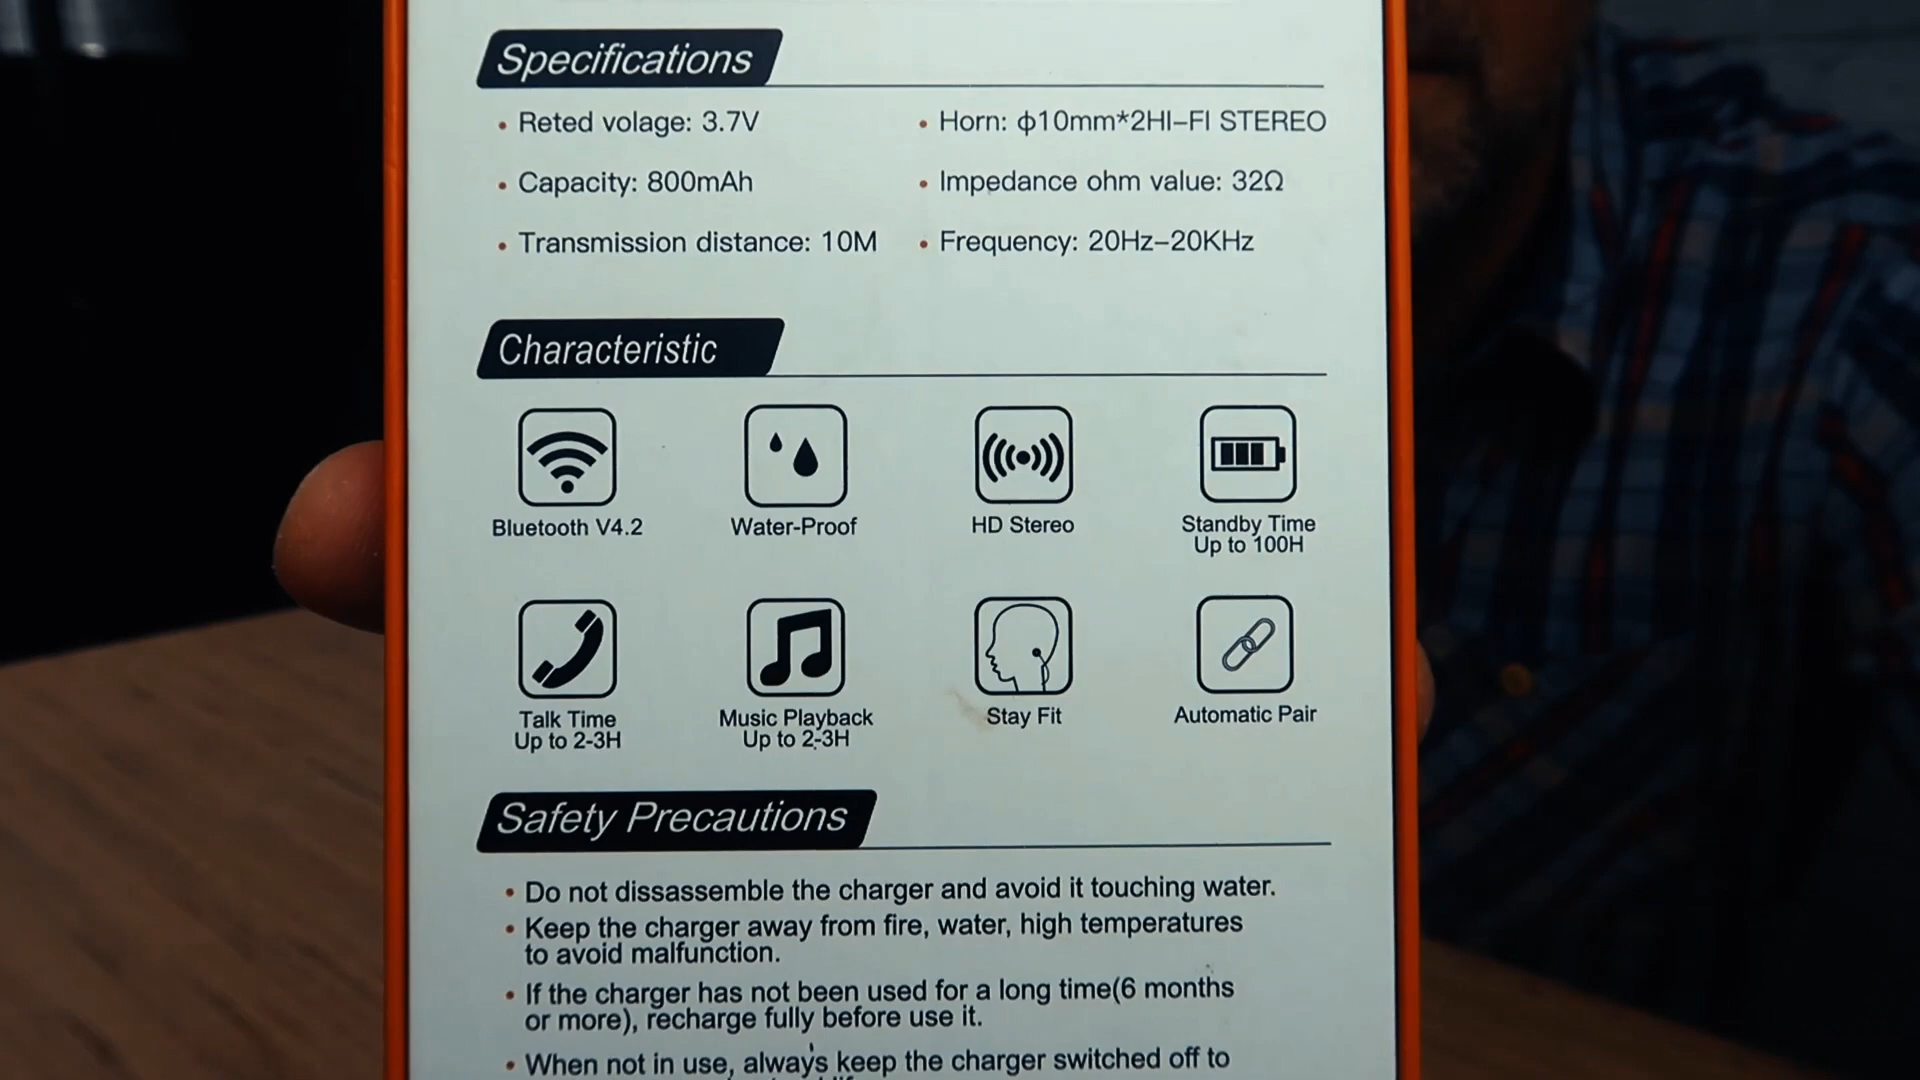 Specifications
• Reted volage: 3.7V
• Horn: ф10mm*2HI–FI STEREO
• Capacity: 800mAh
• Impedance ohm value: 32Ω
• Transmission distance: 10M
• Frequency: 20Hz–20KHz
Characteristic
Bluetooth V4.2
Water-Proof
HD Stereo
Standby Time
Up to 100H
Talk Time
Up to 2-3H
Music Playback
Up to 2-3H
Stay Fit
Automatic Pair
Safety Precautions
• Do not dissassemble the charger and avoid it touching water.
• Keep the charger away from fire, water, high temperatures
to avoid malfunction.
• If the charger has not been used for a long time(6 months
or more), recharge fully before use it.
• When not in use, always keep the charger switched off to